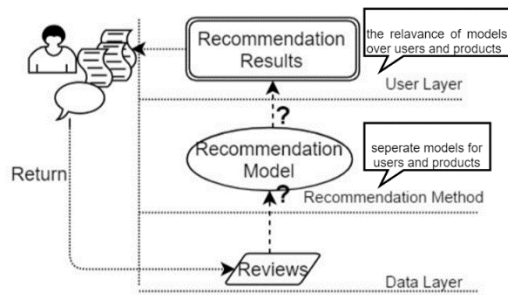 Recommendation
Results
the relavance of models
over users and products
User Layer
?
Recommendation
Model
seperate models for
users and products
Return
?
Recommendation Method
Reviews
Data Layer